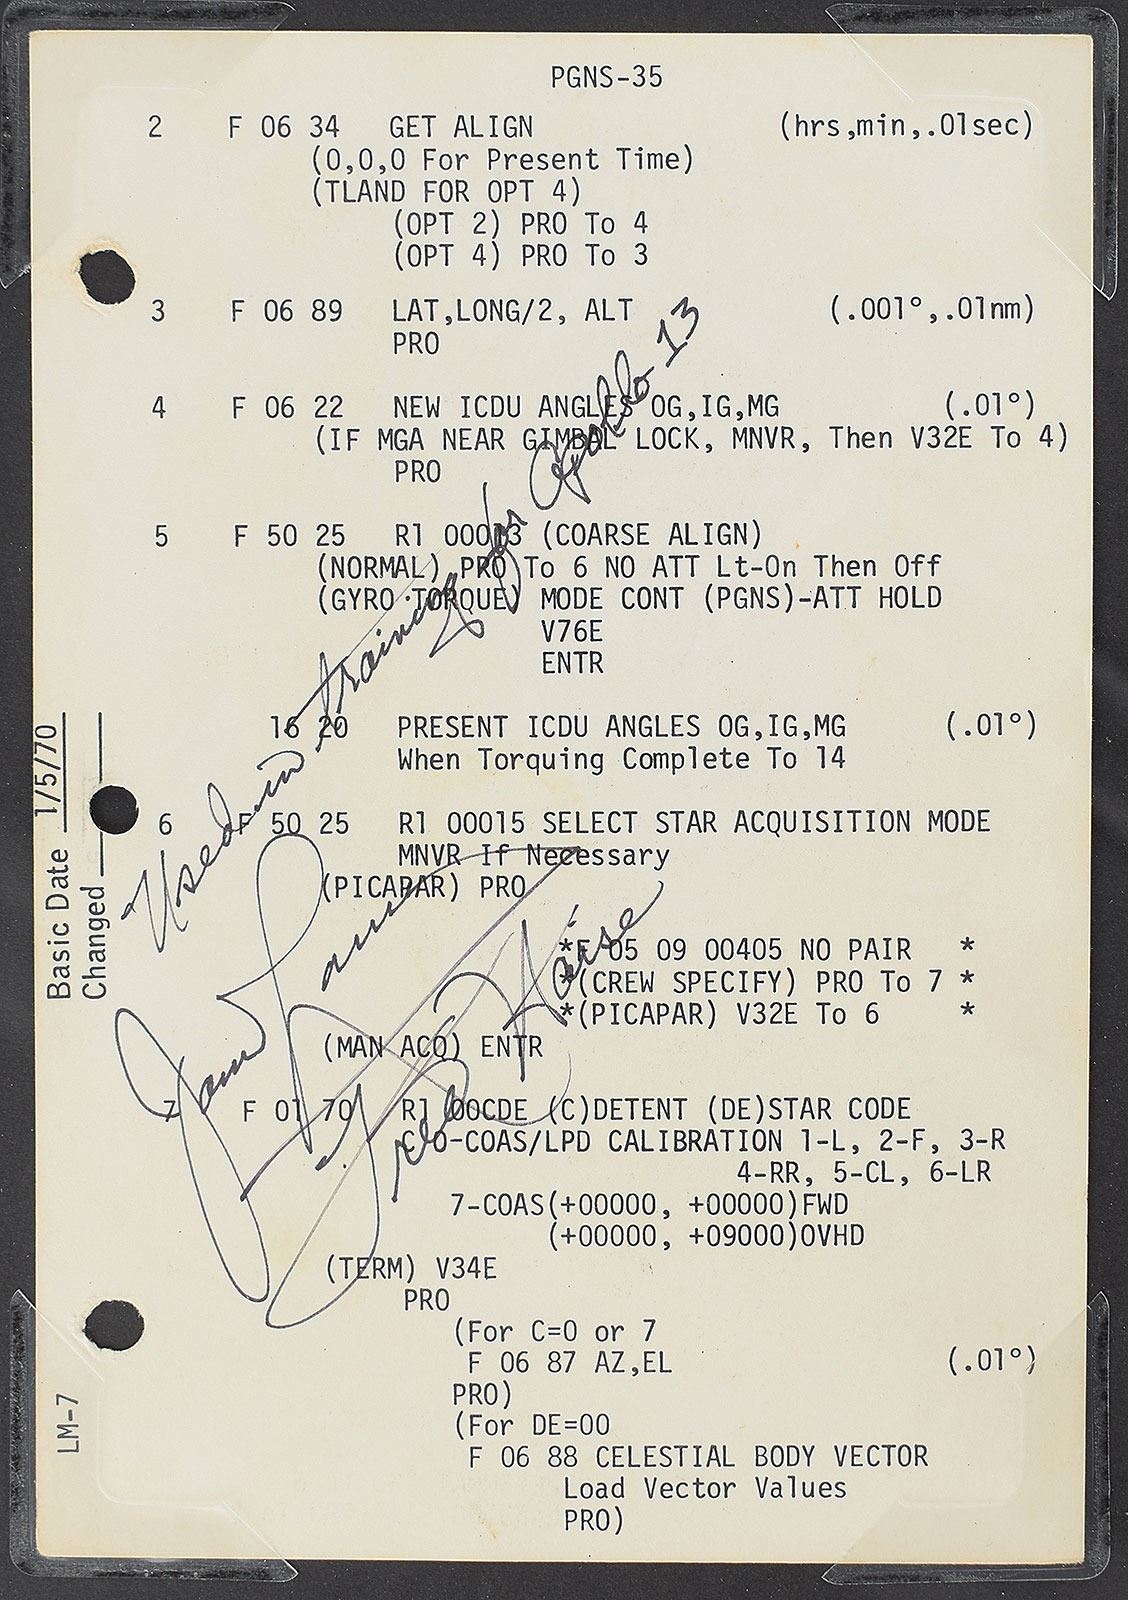 PGNS-35
2 F 06 34 GET ALIGN (hrs,min,.01sec)
(0,0,0 For Present Time)
(TLAND FOR OPT 4)
(OPT 2) PRO To 4
(OPT 4) PRO To 3
3 F 06 89 LAT,LONG/2, ALT (.001°,.01nm)
PRO
4 F 06 22 NEW ICDU ANGLES OG,IG,MG (.01°)
(IF MGA NEAR GIMBAL LOCK, MNVR, Then V32E To 4)
PRO
5 F 50 25 R1 00013 (COARSE ALIGN)
(NORMAL) PRO To 6 NO ATT Lt-On Then Off
(GYRO TORQUE) MODE CONT (PGNS)-ATT HOLD
V76E
ENTR
16 20 PRESENT ICDU ANGLES OG,IG,MG (.01°)
When Torquing Complete To 14
6 F 50 25 R1 00015 SELECT STAR ACQUISITION MODE
MNVR If Necessary
(PICAPAR) PRO
*F 05 09 00405 NO PAIR *
*(CREW SPECIFY) PRO To 7 *
*(PICAPAR) V32E To 6 *
(MAN ACQ) ENTR
7 F 01 70 R1 00CDE (C)DETENT (DE)STAR CODE
C 0-COAS/LPD CALIBRATION 1-L, 2-F, 3-R
4-RR, 5-CL, 6-LR
7-COAS(+00000, +00000)FWD
(+00000, +09000)OVHD
(TERM) V34E
PRO
(For C=0 or 7
F 06 87 AZ,EL (.01°)
PRO)
(For DE=00
F 06 88 CELESTIAL BODY VECTOR
Load Vector Values
PRO)
Basic Date 1/5/70
Changed
LM-7
Used in training for Apollo 13
James Lovell
Fred Haise